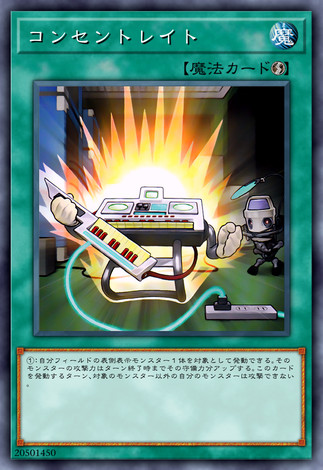 コンセントレイト
魔
【魔法カード】
①:自分フィールドの表側表示モンスター1体を対象として発動できる。その
モンスターの攻撃力はターン終了時までその守備力分アップする。このカード
を発動するターン、対象のモンスター以外の自分のモンスターは攻撃できない
。
20501450